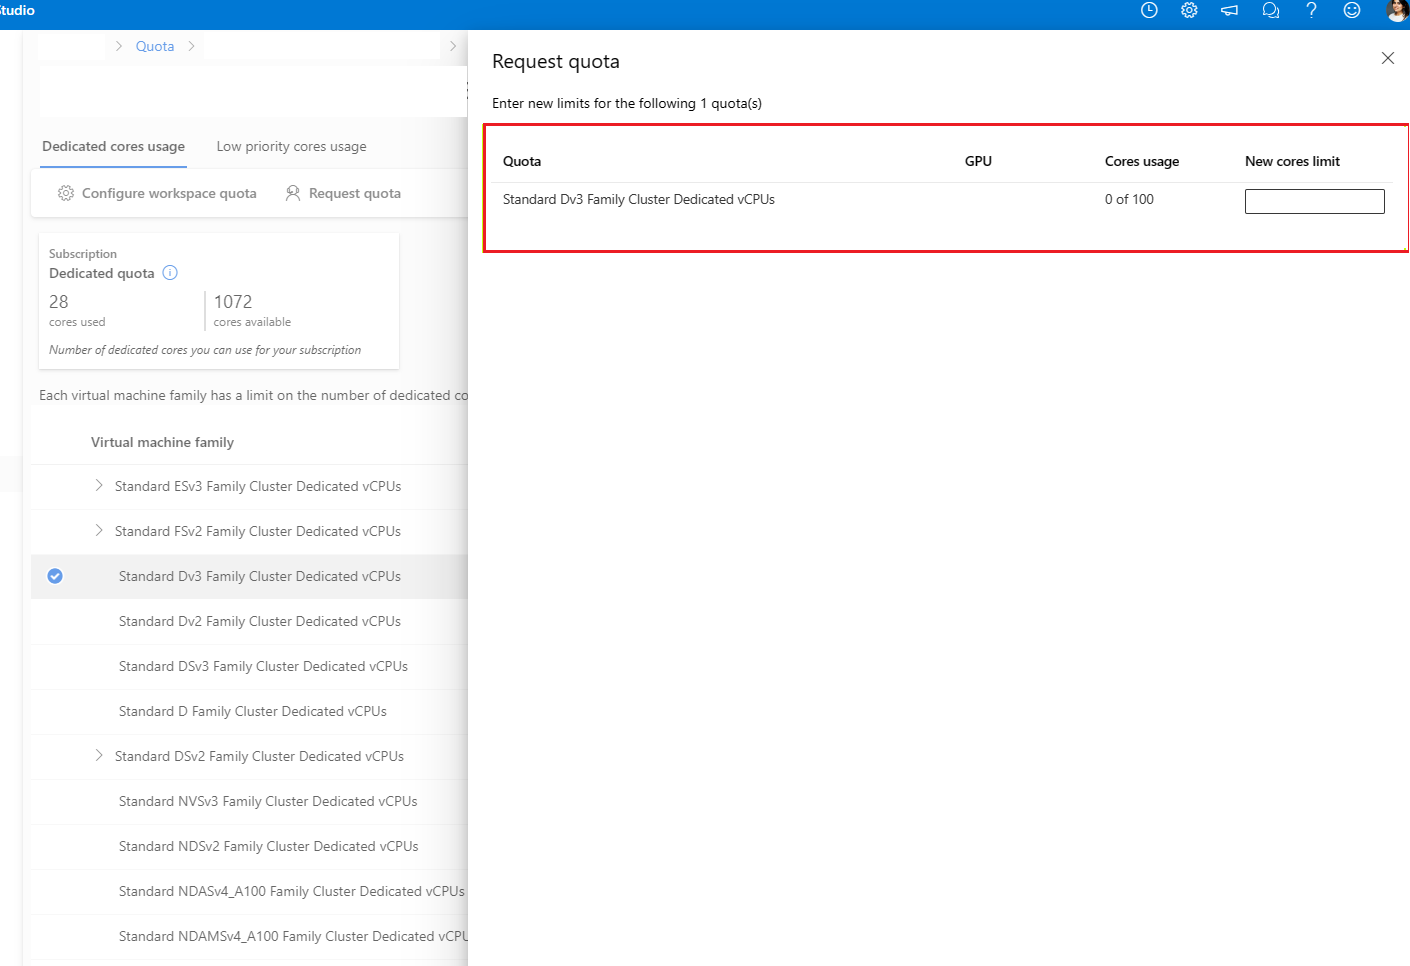 Studio
Quota
Dedicated cores usage
Low priority cores usage
Configure workspace quota
Request quota
Subscription
Dedicated quota
28
cores used
1072
cores available
Number of dedicated cores you can use for your subscription
Each virtual machine family has a limit on the number of dedicated co
Virtual machine family
Standard ESv3 Family Cluster Dedicated vCPUs
Standard FSv2 Family Cluster Dedicated vCPUs
Standard Dv3 Family Cluster Dedicated vCPUs
Standard Dv2 Family Cluster Dedicated vCPUs
Standard DSv3 Family Cluster Dedicated vCPUs
Standard D Family Cluster Dedicated vCPUs
Standard DSv2 Family Cluster Dedicated vCPUs
Standard NVSv3 Family Cluster Dedicated vCPUs
Standard NDSv2 Family Cluster Dedicated vCPUs
Standard NDASv4_A100 Family Cluster Dedicated vCPUs
Standard NDAMSv4_A100 Family Cluster Dedicated vCPU
Request quota
Enter new limits for the following 1 quota(s)
Quota GPU Cores usage New cores limit
Standard Dv3 Family Cluster Dedicated vCPUs 0 of 100